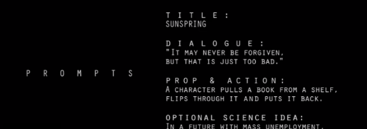 TITLE:
SUNSPRING
DIALOGUE:
"IT MAY NEVER BE FORGIVEN,
BUT THAT IS JUST TOO BAD."
PROMPTS
PROP & ACTION:
A CHARACTER PULLS A BOOK FROM A SHELF,
FLIPS THROUGH IT AND PUTS IT BACK.
OPTIONAL SCIENCE IDEA:
IN A FUTURE WITH MASS UNEMPLOYMENT,